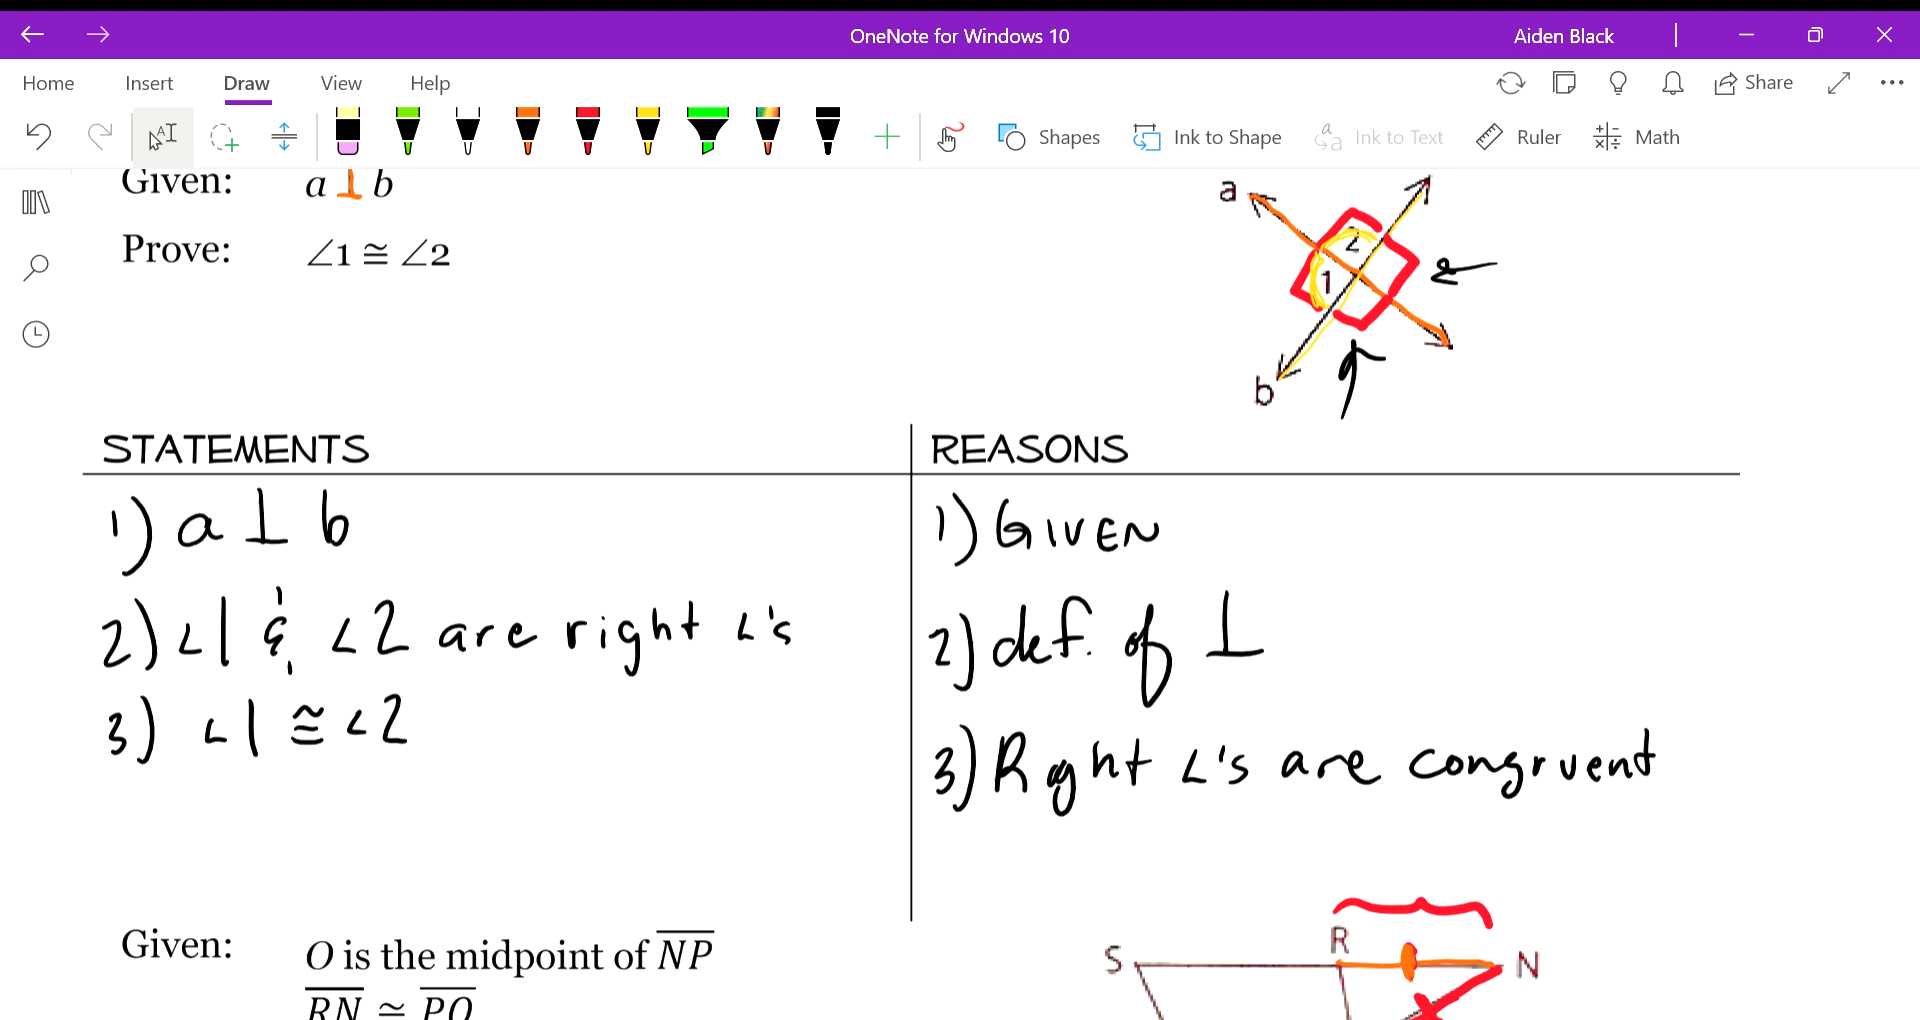 OneNote for Windows 10
Aiden Black
Home Insert Draw View Help
Share
Shapes Ink to Shape Ink to Text Ruler Math
Given: a ⊥ b
Prove: ∠1 ≅ ∠2
a
2
1
b
STATEMENTS REASONS
1) a ⊥ b
1) GIVEN
2) ∠1 & ∠2 are right ∠'s
2) def. of ⊥
3) ∠1 ≅ ∠2
3) Right ∠'s are congruent
Given: O is the midpoint of N̅P̅
R̅N̅ ≅ P̅O̅
S R N